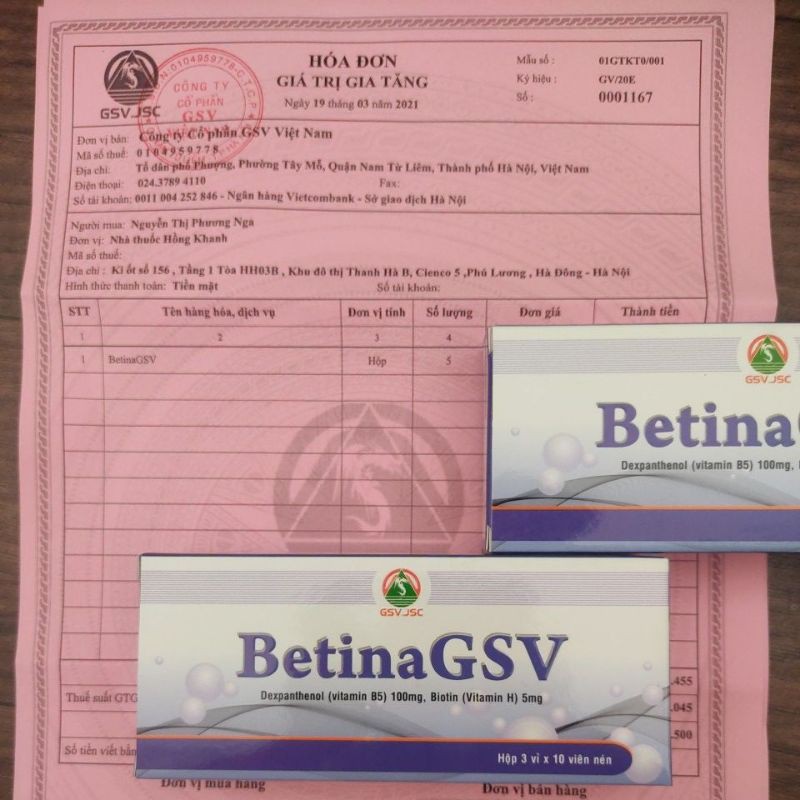 HÓA ĐƠN
GIÁ TRỊ GIA TĂNG
Ngày 19 tháng 03 năm 2021
Mẫu số : 01GTKT0/001
Ký hiệu : GV/20E
Số : 0001167
GSV.,JSC
0104959778-C.T.C.P
CÔNG TY
CỔ PHẦN
GSV
Đơn vị bán: Công ty Cổ phần GSV Việt Nam
Mã số thuế: 0104959778
Địa chỉ: Tổ dân phố Phượng, Phường Tây Mỗ, Quận Nam Từ Liêm, Thành phố Hà Nội, Việt Nam
Điện thoại: 024.3789 4110 Fax:
Số tài khoản: 0011 004 252 846 - Ngân hàng Vietcombank - Sở giao dịch Hà Nội
Người mua: Nguyễn Thị Phương Nga
Đơn vị: Nhà thuốc Hồng Khanh
Mã số thuế:
Địa chỉ : Ki ốt số 156 , Tầng 1 Tòa HH03B , Khu đô thị Thanh Hà B, Cienco 5 ,Phú Lương , Hà Đông - Hà Nội
Hình thức thanh toán: Tiền mặt Số tài khoản:
STT Tên hàng hóa, dịch vụ Đơn vị tính Số lượng Đơn giá Thành tiền
1 2 3 4
1 BetinaGSV Hộp 5
GSV.,JSC
Betina
Dexpanthenol (vitamin B5) 100mg,
GSV.,JSC
BetinaGSV
Dexpanthenol (vitamin B5) 100mg, Biotin (Vitamin H) 5mg
Hộp 3 vỉ x 10 viên nén
.455
Thuế suất GTG .045
.500
Số tiền viết bằn
Đơn vị mua hàng Đơn vị bán hàng